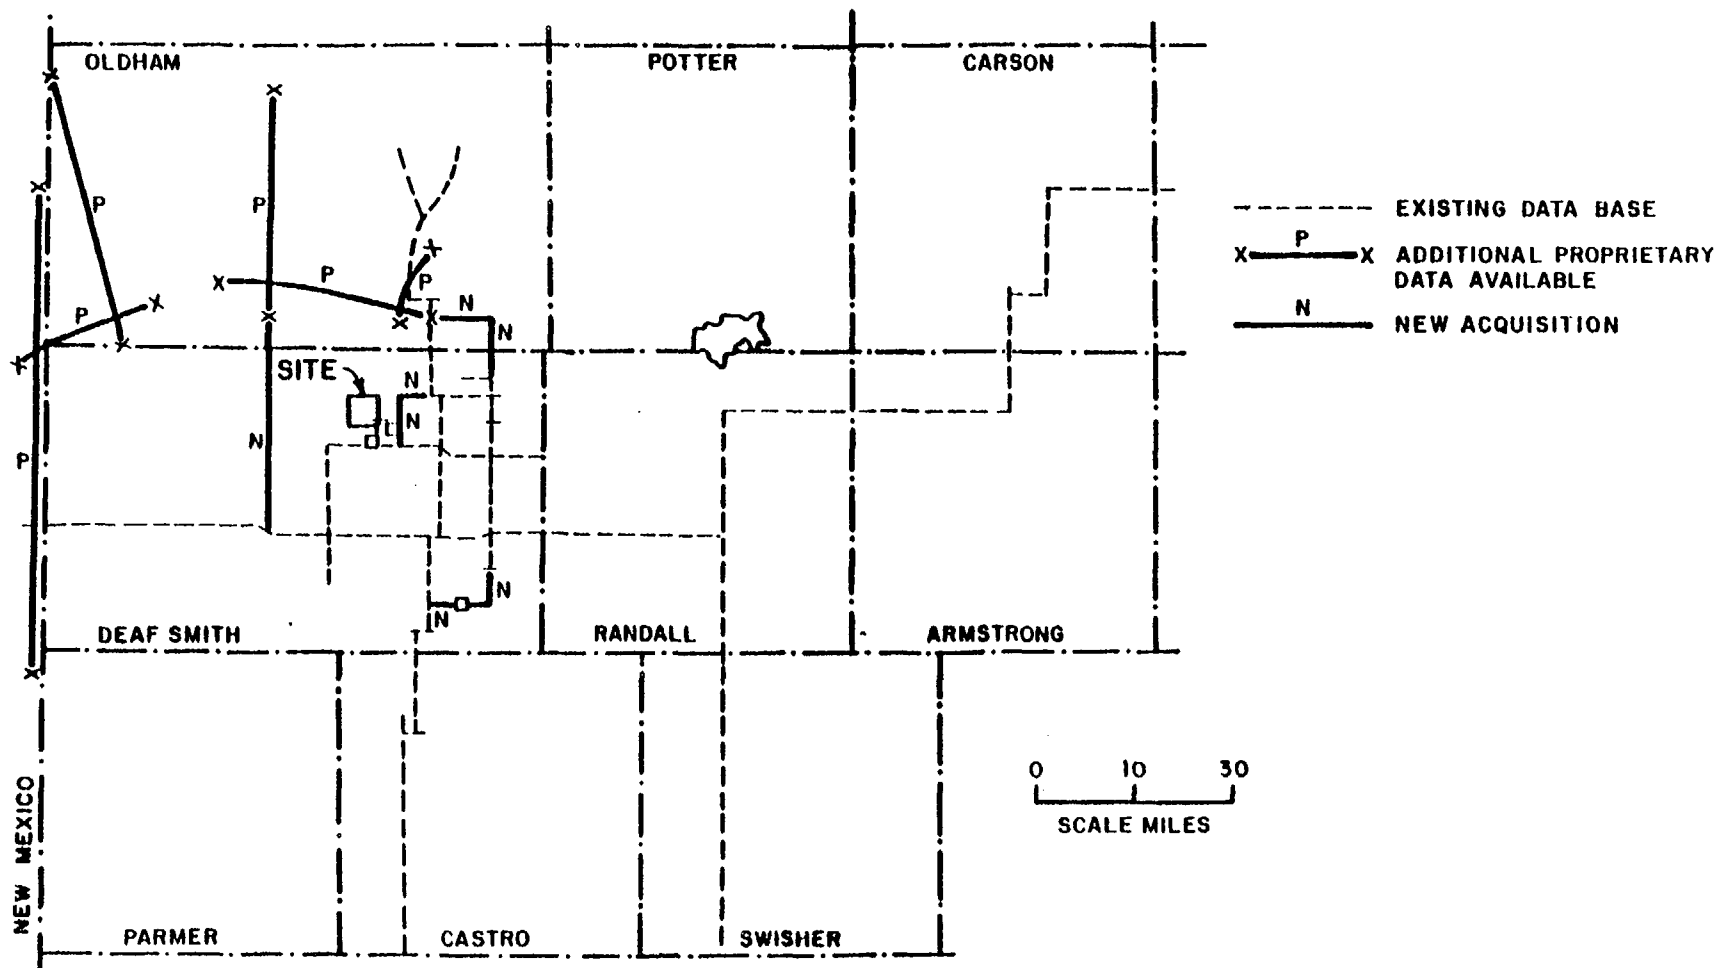 OLDHAM
POTTER
CARSON
X
X
X
P
P
X
P
P
N
X
P
X
P
X
X
X
X
N
X
X
SITE
N
N
N
P
N
N
X
DEAF SMITH
RANDALL
ARMSTRONG
NEW MEXICO
PARMER
CASTRO
SWISHER
EXISTING DATA BASE
X P X ADDITIONAL PROPRIETARY
DATA AVAILABLE
N NEW ACQUISITION
0 10 30
SCALE MILES